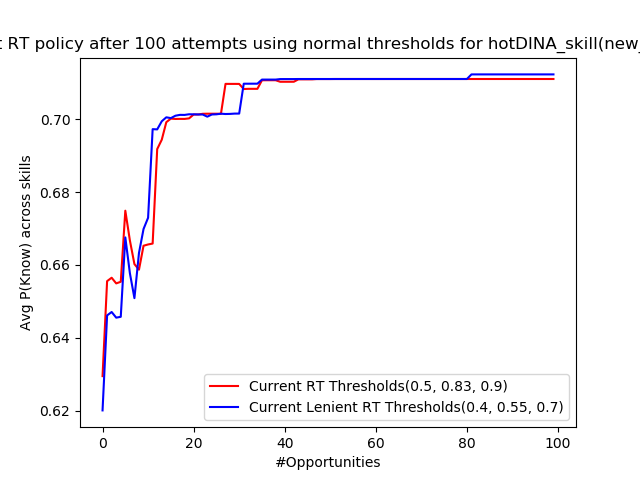 RT policy after 100 attempts using normal thresholds for hotDINA_skill(new_
Avg P(Know) across skills
0.70
0.68
0.66
0.64
0.62
Current RT Thresholds(0.5, 0.83, 0.9)
Current Lenient RT Thresholds(0.4, 0.55, 0.7)
0 20 40 60 80 100
#Opportunities